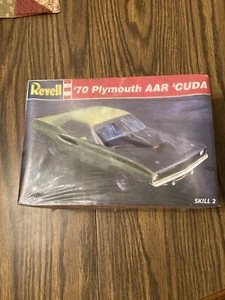 Revell
'70 Plymouth AAR 'CUDA
SKILL 2